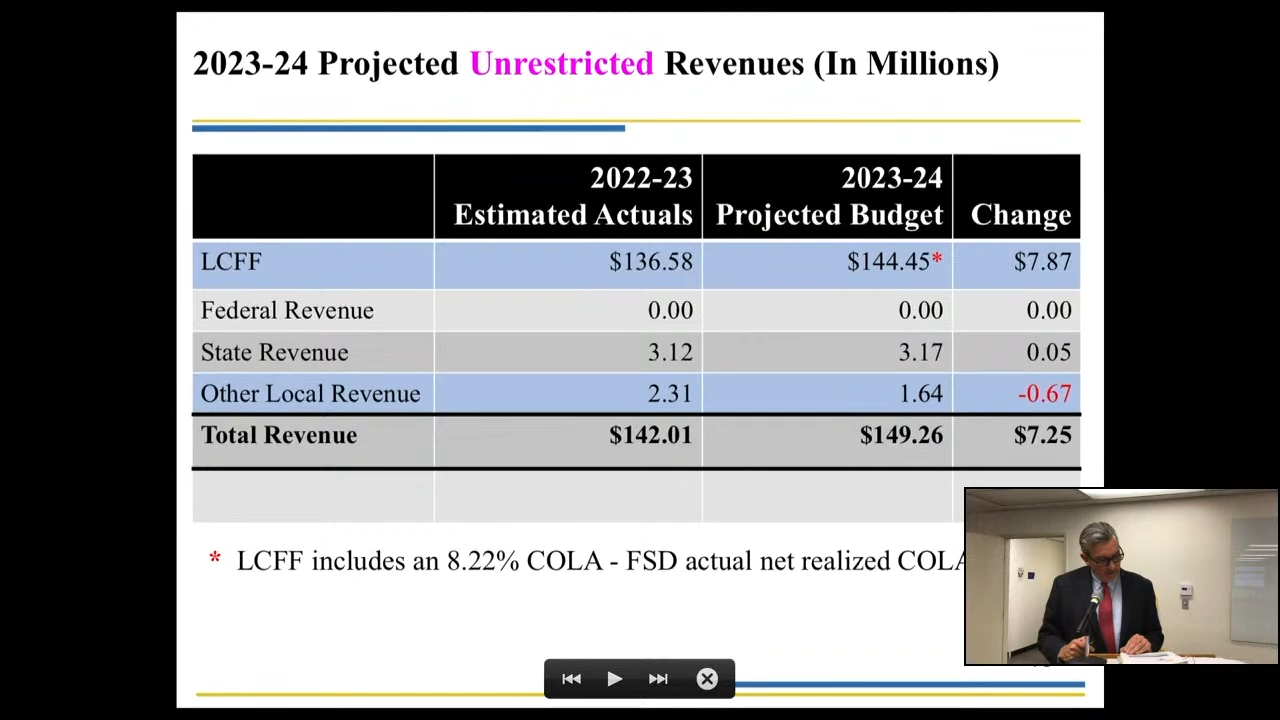 2023-24 Projected Unrestricted Revenues (In Millions)
2022-23 Estimated Actuals 2023-24 Projected Budget Change
LCFF $136.58 $144.45* $7.87
Federal Revenue 0.00 0.00 0.00
State Revenue 3.12 3.17 0.05
Other Local Revenue 2.31 1.64 -0.67
Total Revenue $142.01 $149.26 $7.25
* LCFF includes an 8.22% COLA - FSD actual net realized COLA